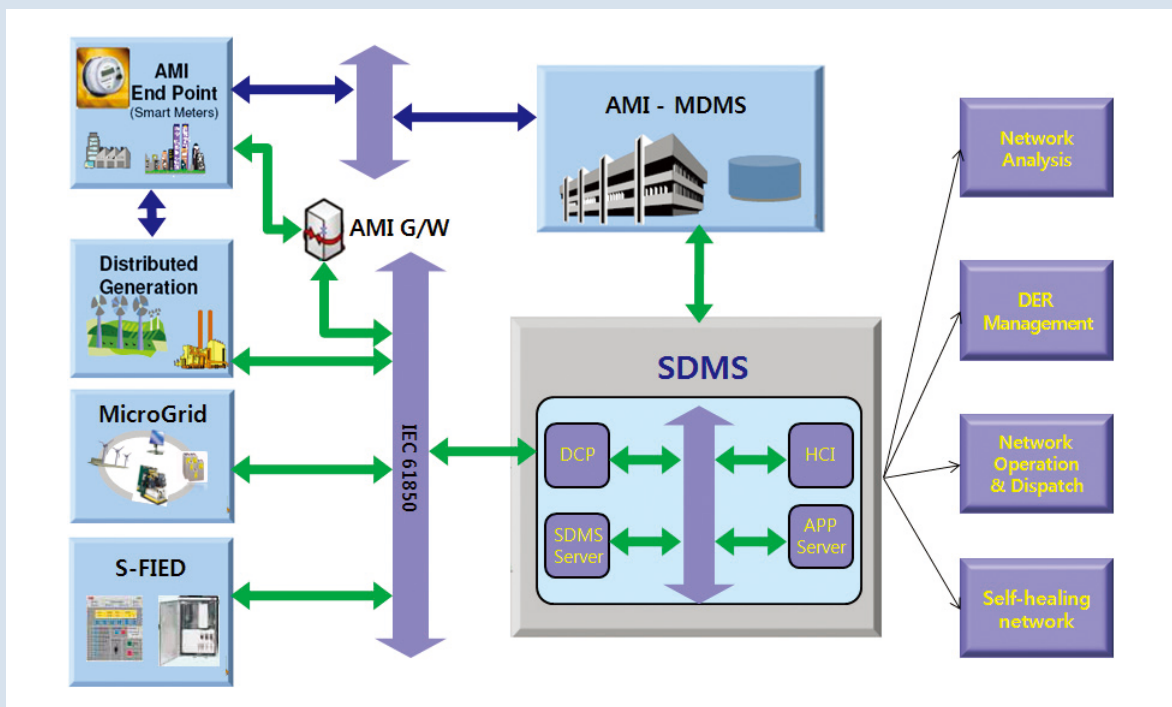 AMI
End Point
(Smart Meters)
AMI - MDMS
Network
Analysis
AMI G/W
Distributed
Generation
DER
Management
SDMS
MicroGrid
IEC 61850
DCP
HCI
Network
Operation
& Dispatch
SDMS
Server
APP
Server
S-FIED
Self-healing
network